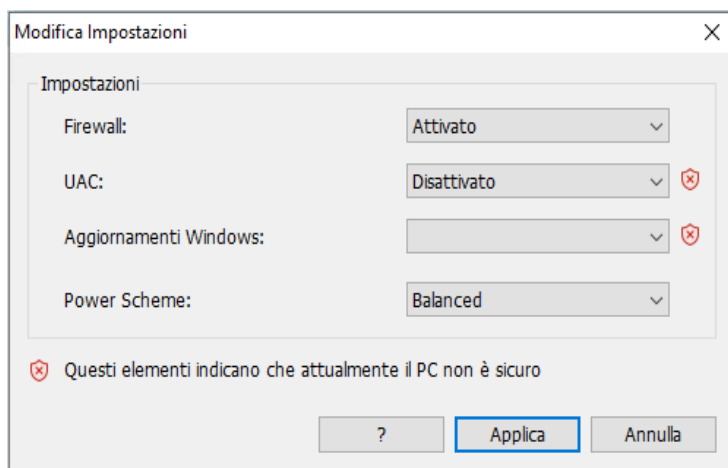 Modifica Impostazioni
Impostazioni
Firewall: Attivato
UAC: Disattivato
Aggiornamenti Windows:
Power Scheme: Balanced
Questi elementi indicano che attualmente il PC non è sicuro
? Applica Annulla